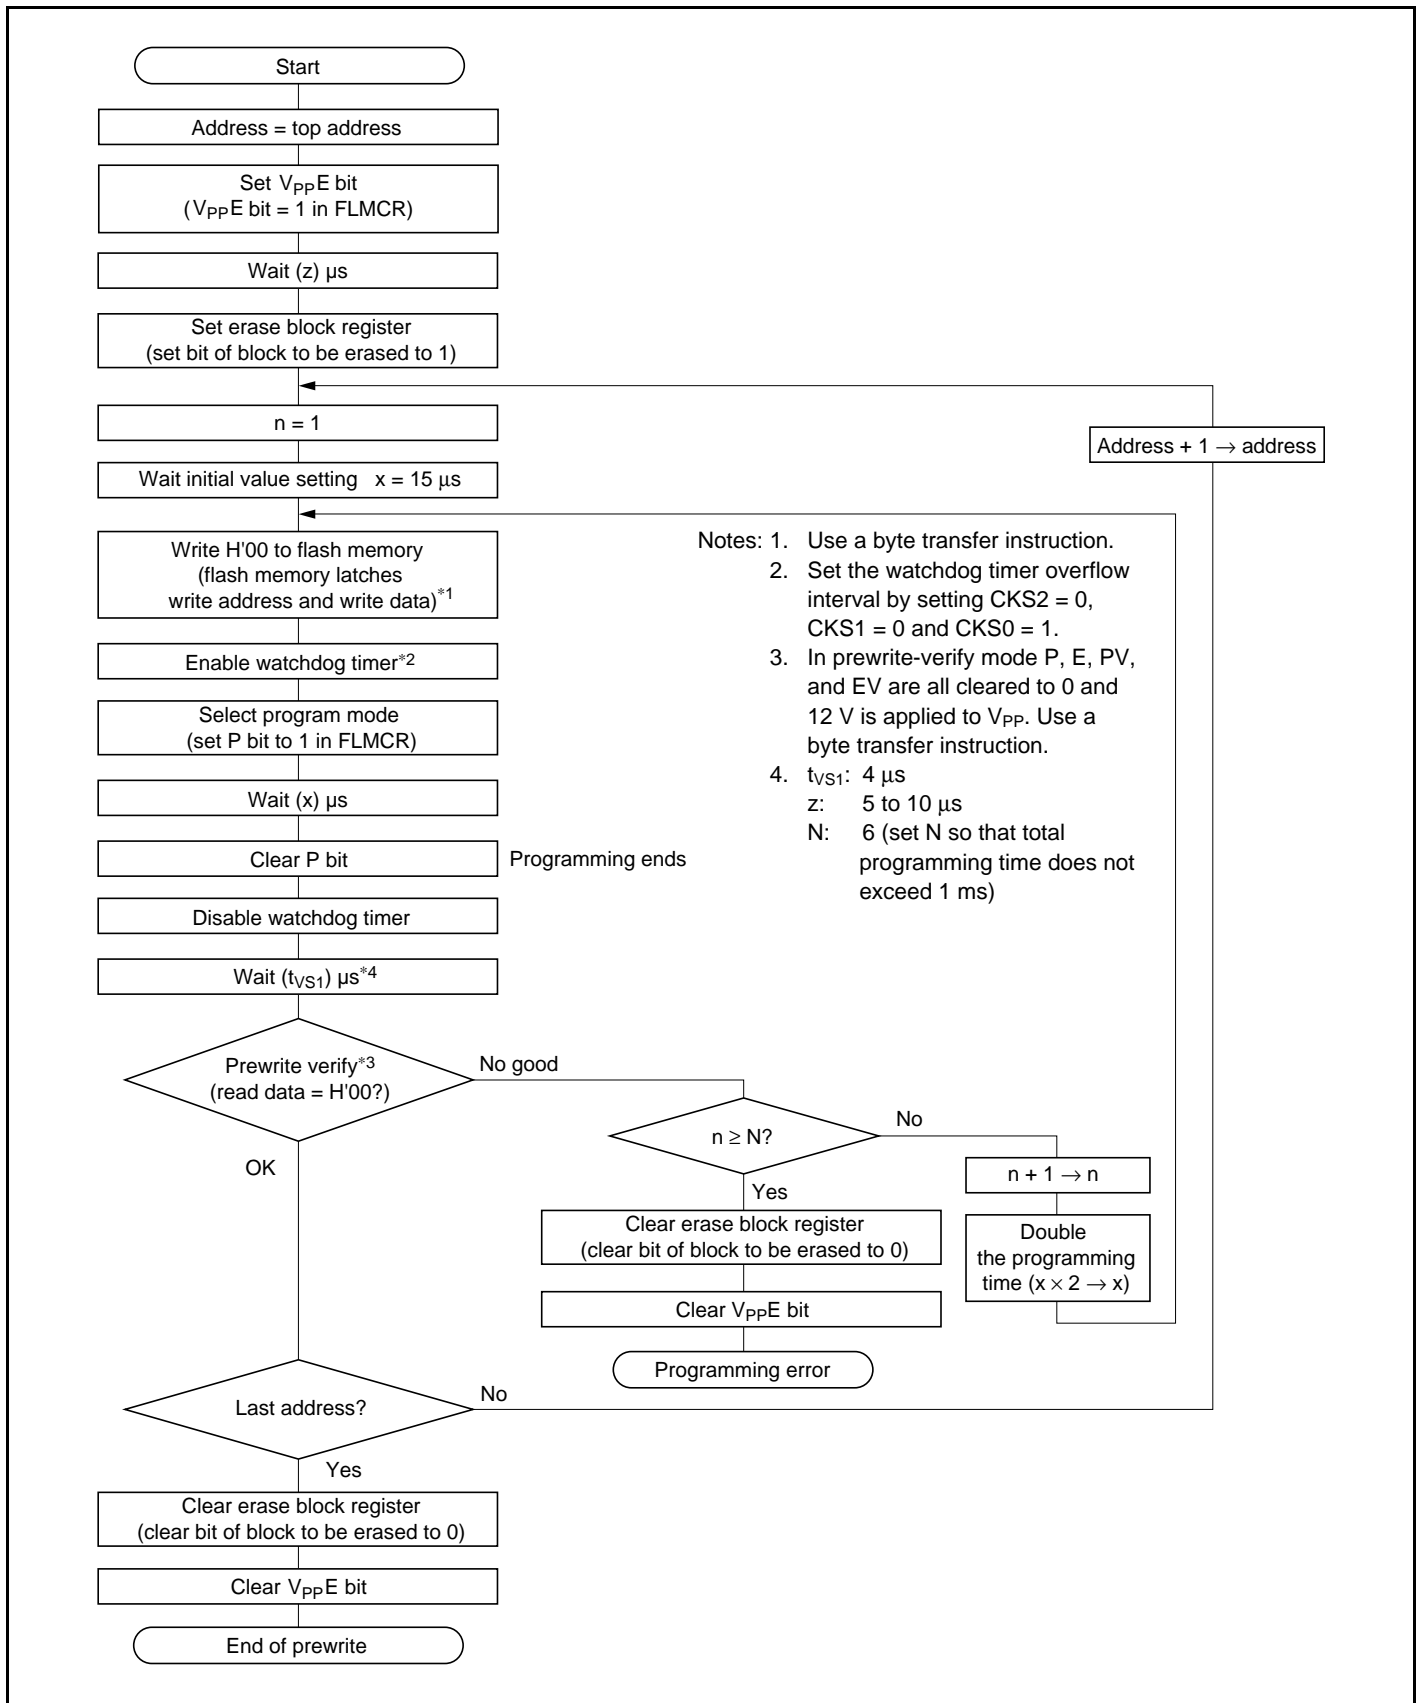 Start
Address = top address
Set VPPE bit
(VPPE bit = 1 in FLMCR)
Wait (z) µs
Set erase block register
(set bit of block to be erased to 1)
n = 1
Wait initial value setting x = 15 µs
Address + 1 → address
Write H'00 to flash memory
(flash memory latches
write address and write data)*1
Enable watchdog timer*2
Select program mode
(set P bit to 1 in FLMCR)
Wait (x) µs
Clear P bit
Programming ends
Disable watchdog timer
Wait (tVS1) µs*4
Notes: 1. Use a byte transfer instruction.
2. Set the watchdog timer overflow
interval by setting CKS2 = 0,
CKS1 = 0 and CKS0 = 1.
3. In prewrite-verify mode P, E, PV,
and EV are all cleared to 0 and
12 V is applied to VPP. Use a
byte transfer instruction.
4. tVS1: 4 µs
z: 5 to 10 µs
N: 6 (set N so that total
programming time does not
exceed 1 ms)
Prewrite verify*3
(read data = H'00?)
No good
OK
n ≥ N?
No
Yes
n + 1 → n
Double
the programming
time (x × 2 → x)
Clear erase block register
(clear bit of block to be erased to 0)
Clear VPPE bit
Programming error
Last address?
No
Yes
Clear erase block register
(clear bit of block to be erased to 0)
Clear VPPE bit
End of prewrite